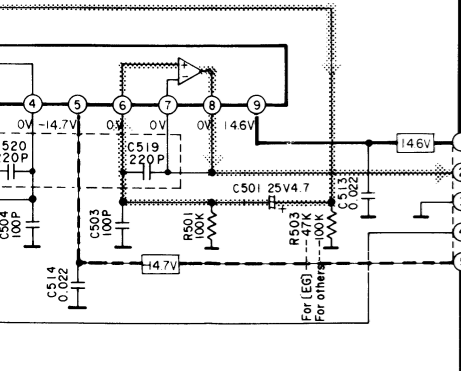 +
−
4 5 6 7 8 9
0V -14.7V 0V 0V 0V 14.6V
14.6V
C519
220P
520
220P
C501 25V4.7
+
C513
0.022
C504
100P
C503
100P
R501
100K
R503
47K
100K
For [EG]
For others
14.7V
C514
0.022